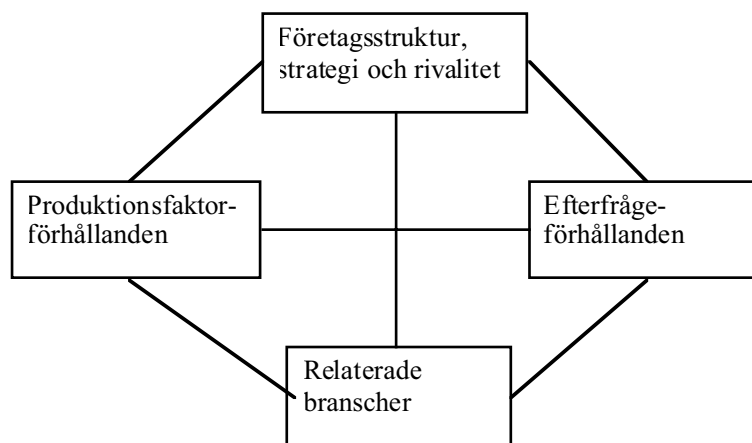 Företagsstruktur,
strategi och rivalitet
Produktionsfaktor-
förhållanden
Efterfråge-
förhållanden
Relaterade
branscher